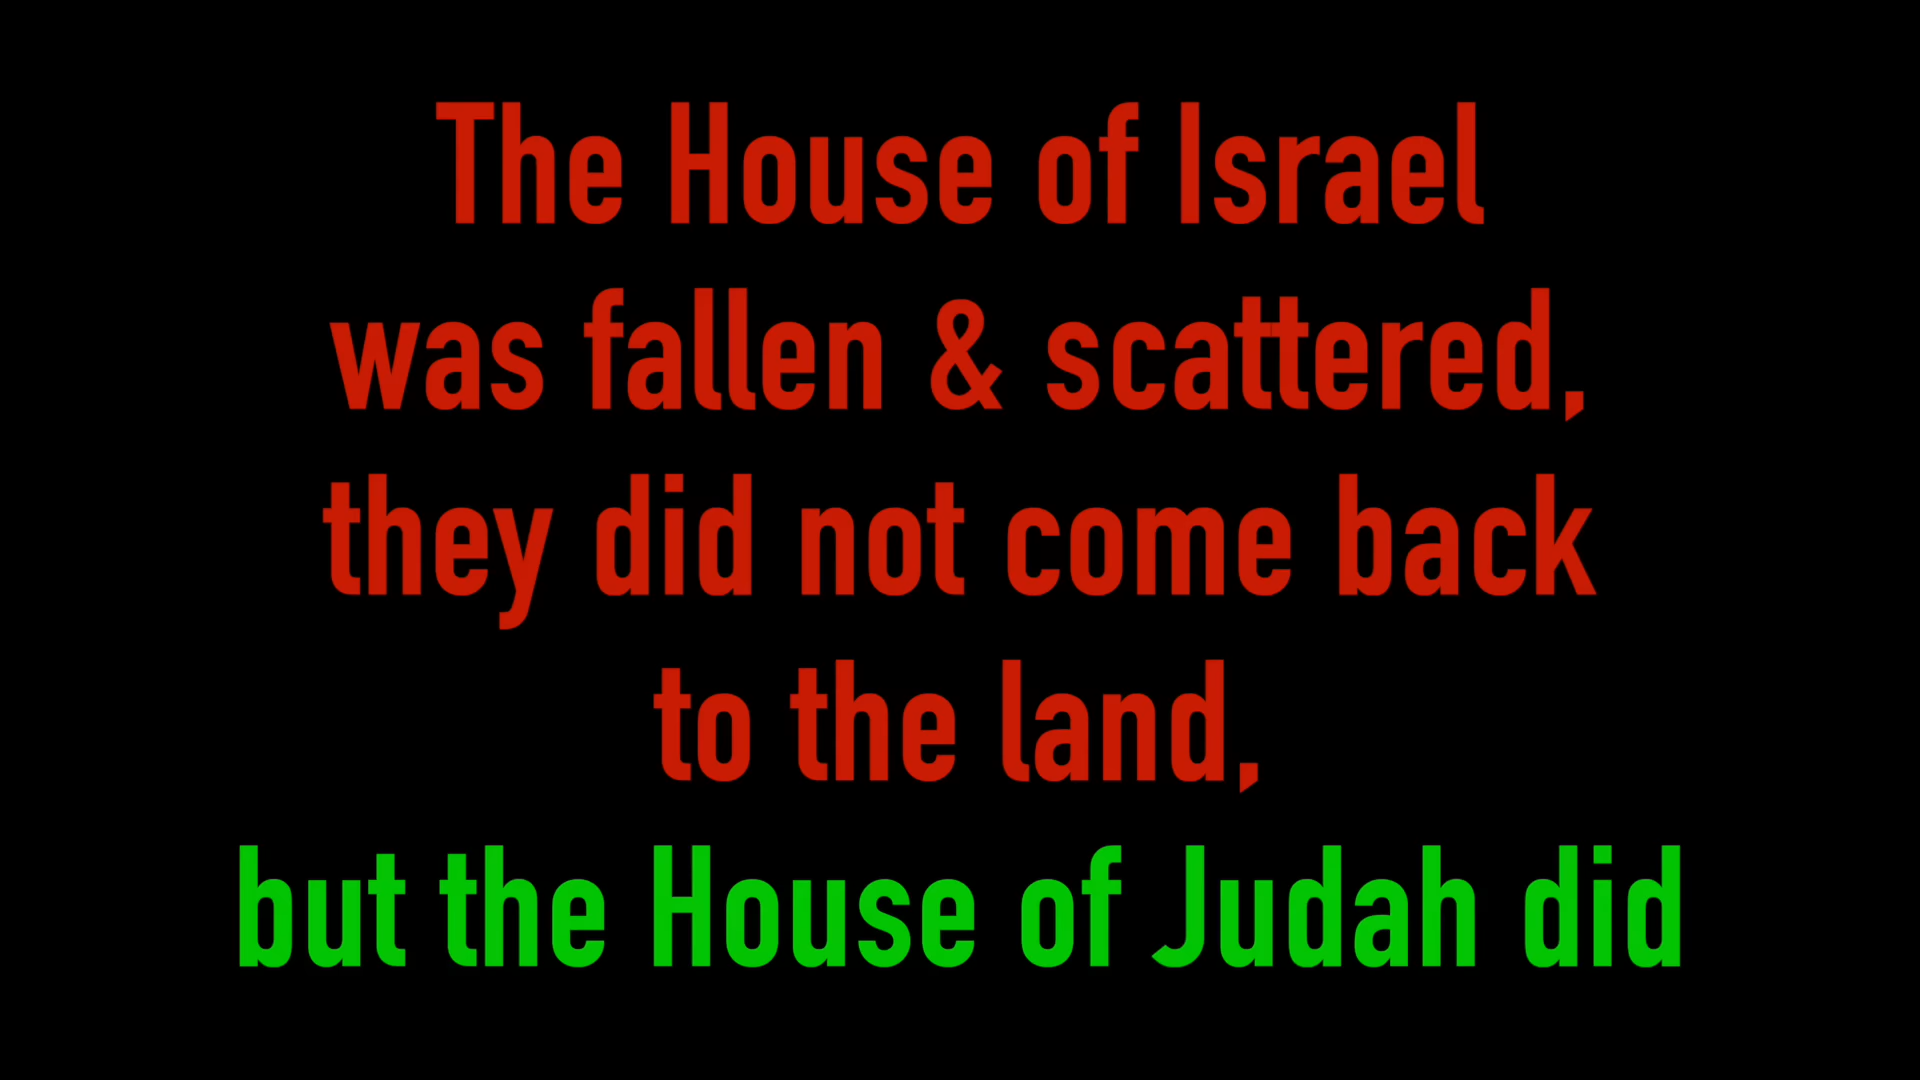 The House of Israel
was fallen & scattered,
they did not come back
to the land,
but the House of Judah did